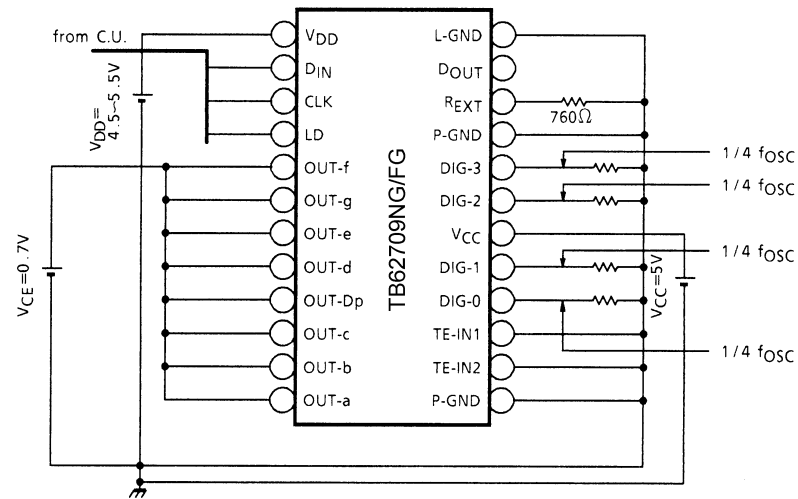 from C.U.
VDD=
4.5~5.5V
VCE=0.7V
VDD
DIN
CLK
LD
OUT-f
OUT-g
OUT-e
OUT-d
OUT-Dp
OUT-c
OUT-b
OUT-a
TB62709NG/FG
L-GND
DOUT
REXT
P-GND
DIG-3
DIG-2
VCC
DIG-1
DIG-0
TE-IN1
TE-IN2
P-GND
760Ω
VCC=5V
1/4 fOSC
1/4 fOSC
1/4 fOSC
1/4 fOSC